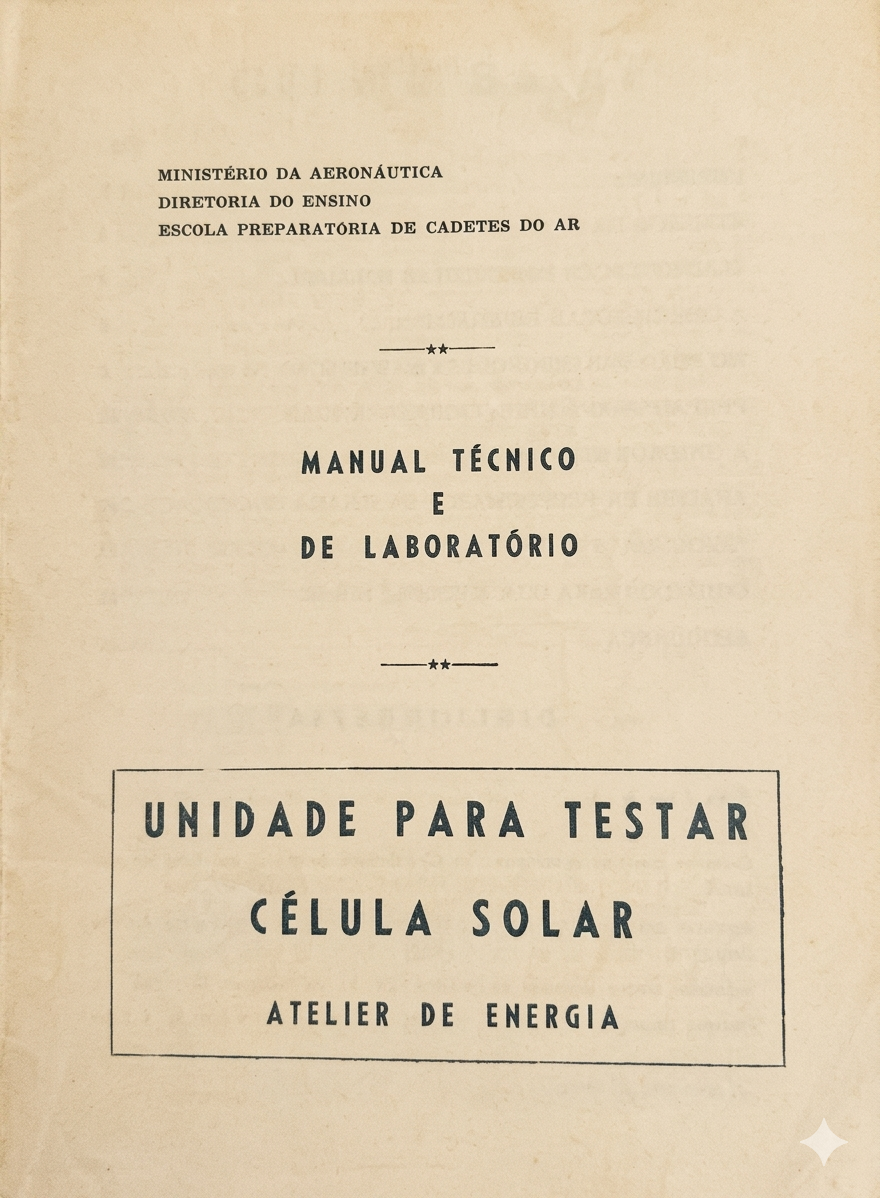 MINISTÉRIO DA AERONÁUTICA
DIRETORIA DO ENSINO
ESCOLA PREPARATÓRIA DE CADETES DO AR
MANUAL TÉCNICO
E
DE LABORATÓRIO
UNIDADE PARA TESTAR
CÉLULA SOLAR
ATELIER DE ENERGIA